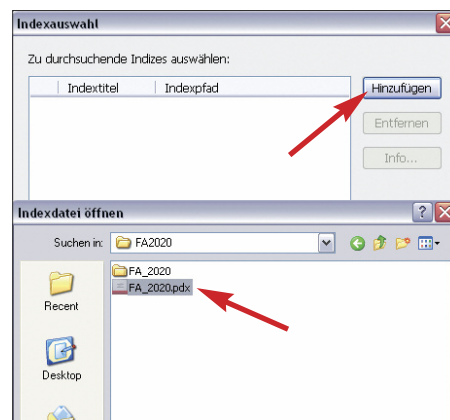 Indexauswahl
Zu durchsuchende Indizes auswählen:
Indextitel Indexpfad
Hinzufügen
Entfernen
Info...
Indexdatei öffnen
Suchen in: FA2020
FA_2020
FA_2020.pdx
Recent
Desktop